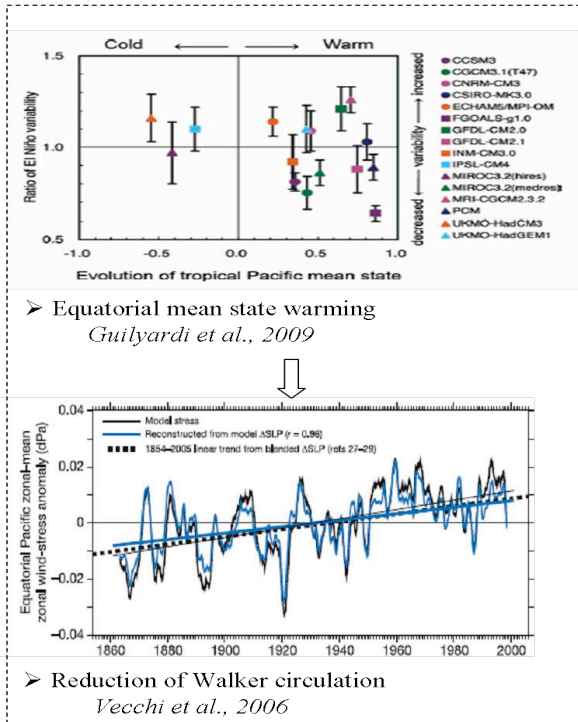 Cold Warm
1.5
1.0
0.5
Ratio of El Niño variability
-1.0 -0.5 0.0 0.5 1.0
Evolution of tropical Pacific mean state
decreased variability increased
CCSM3
CGCM3.1(T47)
CNRM-CM3
CSIRO-MK3.0
ECHAM5/MPI-OM
FGOALS-g1.0
GFDL-CM2.0
GFDL-CM2.1
INM-CM3.0
IPSL-CM4
MIROC3.2(hires)
MIROC3.2(medres)
MRI-CGCM2.3.2
PCM
UKMO-HadCM3
UKMO-HadGEM1
➢ Equatorial mean state warming
Guilyardi et al., 2009
Equatorial Pacific zonal-mean
zonal wind-stress anomaly (dPa)
0.04
0.02
0
−0.02
−0.04
Model stress
Reconstructed from model ΔSLP (r = 0.96)
1854–2005 linear trend from blended ΔSLP (refs 27–29)
1860 1880 1900 1920 1940 1960 1980 2000
➢ Reduction of Walker circulation
Vecchi et al., 2006